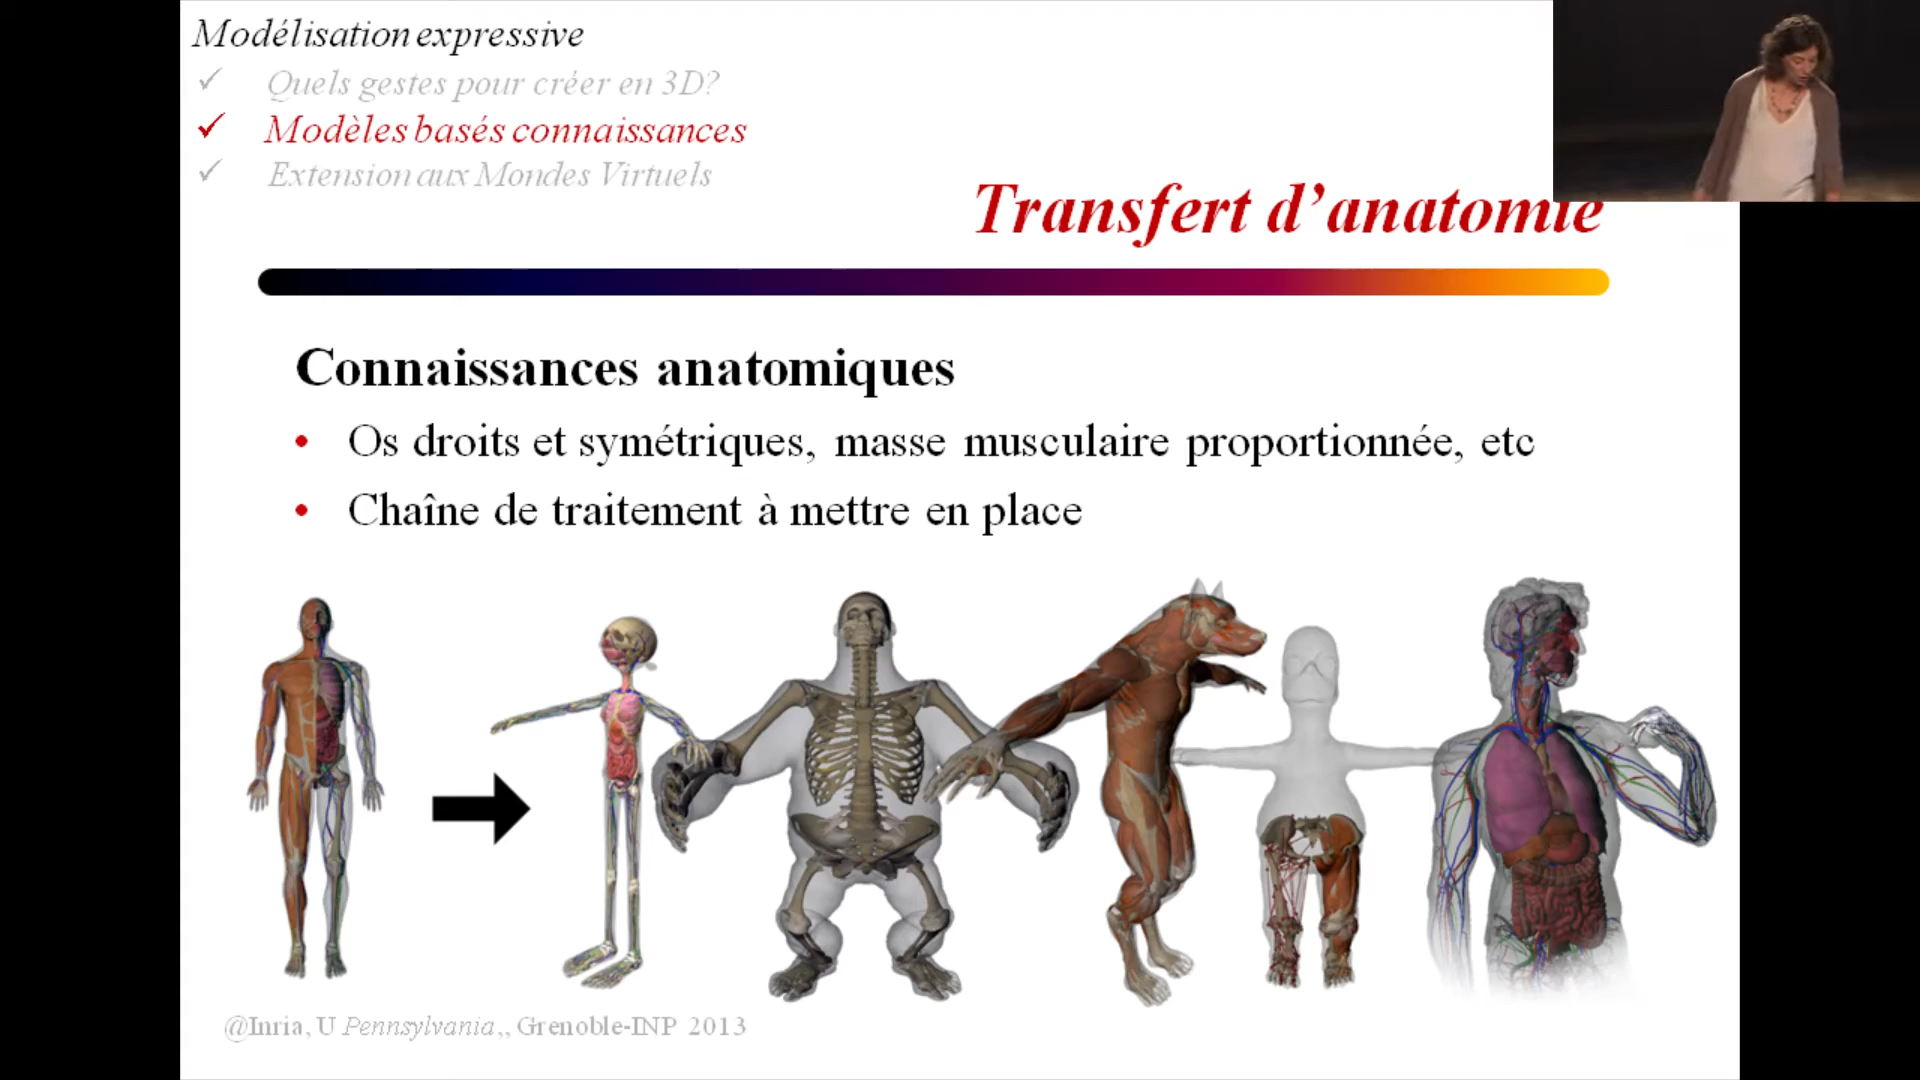 Modélisation expressive
✓ Quels gestes pour créer en 3D?
✓ Modèles basés connaissances
✓ Extension aux Mondes Virtuels
Transfert d’anatomie
Connaissances anatomiques
• Os droits et symétriques, masse musculaire proportionnée, etc
• Chaîne de traitement à mettre en place
@Inria, U Pennsylvania,, Grenoble-INP 2013